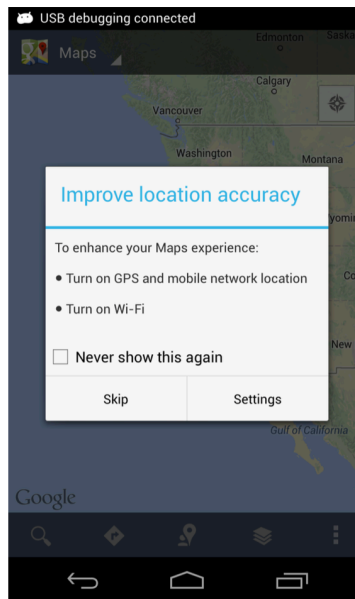 USB debugging connected
Edmonton
Maps
Calgary
Vancouver
Washington
Montana
Improve location accuracy
To enhance your Maps experience:
• Turn on GPS and mobile network location
• Turn on Wi-Fi
New
Never show this again
Skip
Settings
Gulf of California
Google